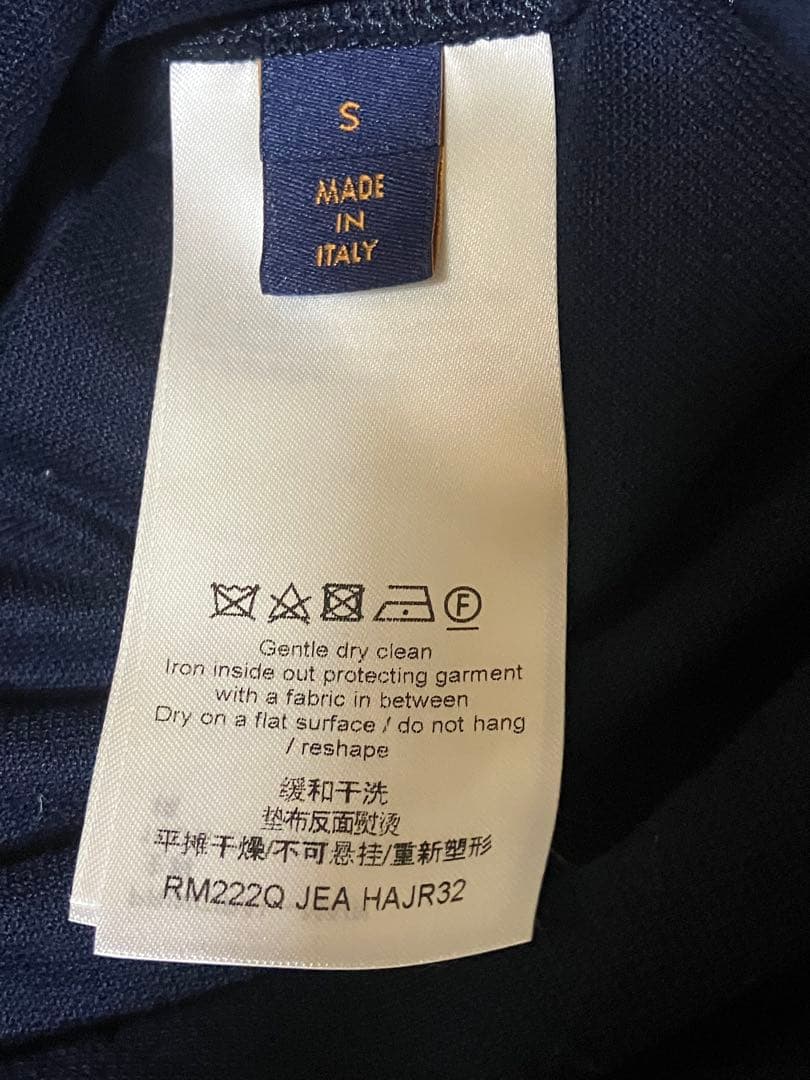 S
MADE
IN
ITALY
F
Gentle dry clean
Iron inside out protecting garment
with a fabric in between
Dry on a flat surface / do not hang
/ reshape
缓和干洗
垫布反面熨烫
平摊干燥/不可悬挂/重新塑形
RM222Q JEA HAJR32